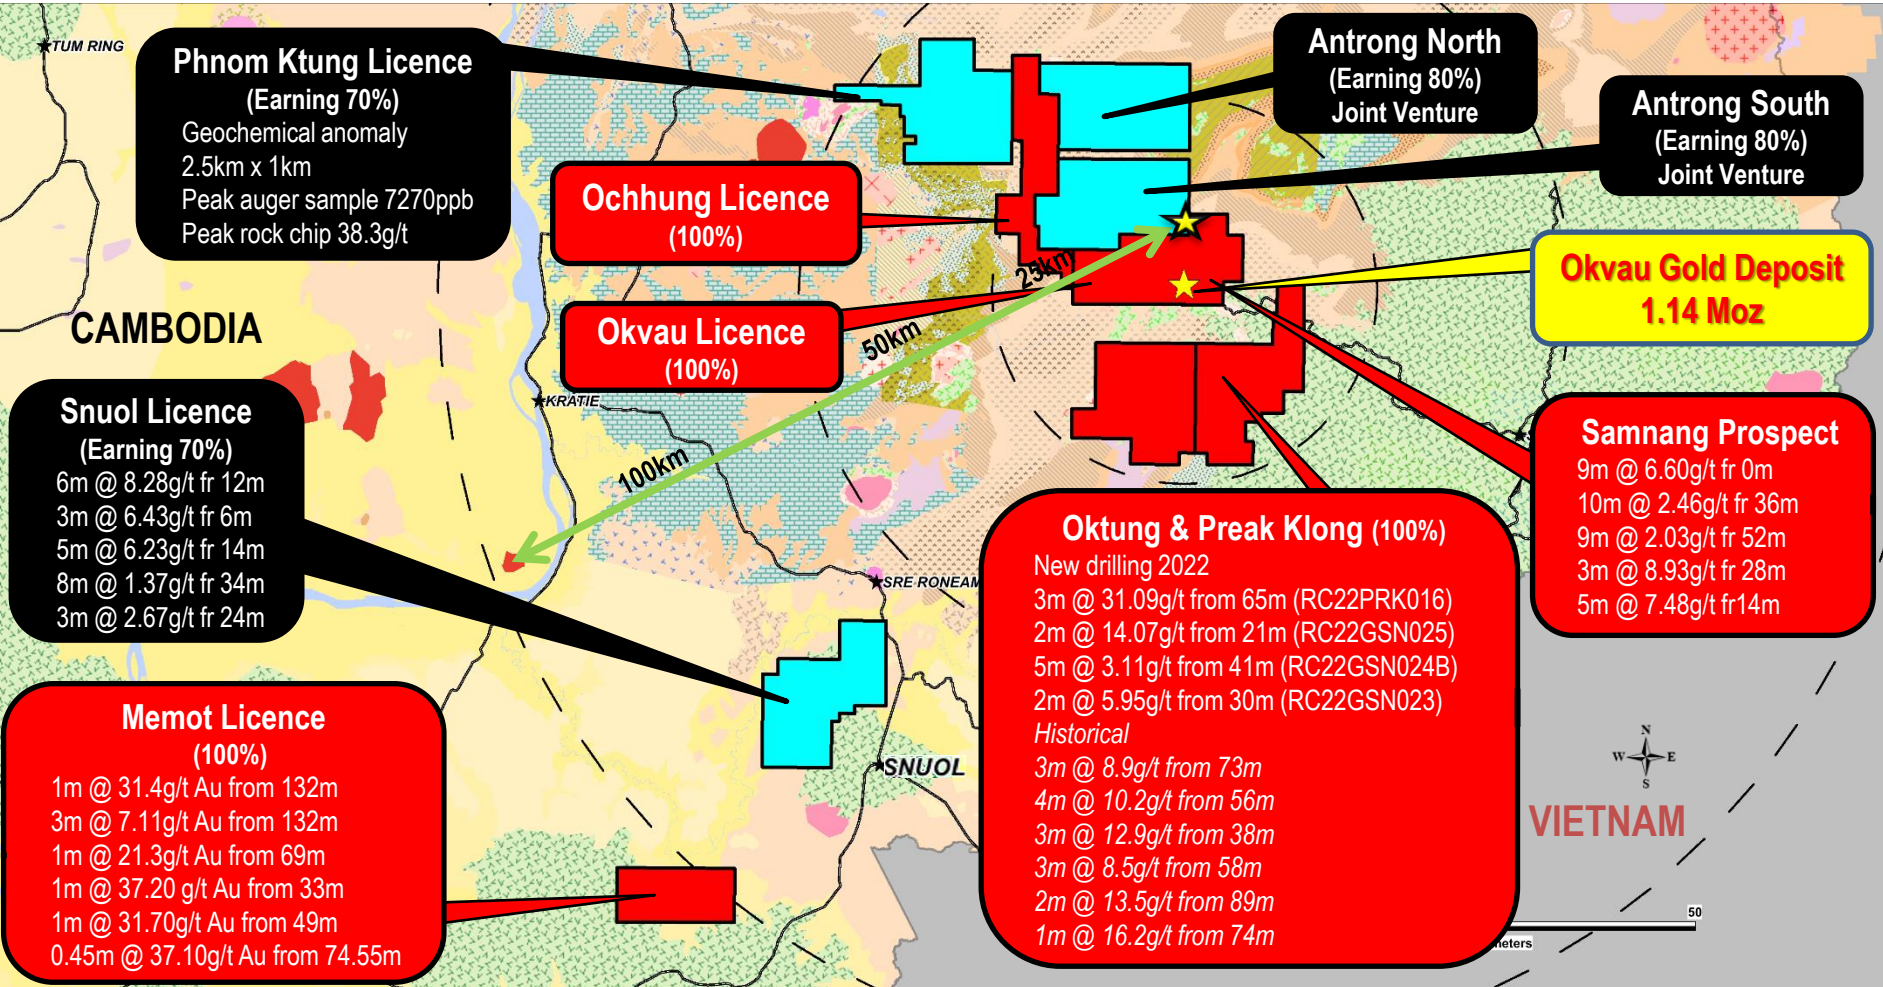 TUM RING
Phnom Ktung Licence
(Earning 70%)
Geochemical anomaly
2.5km x 1km
Peak auger sample 7270ppb
Peak rock chip 38.3g/t
Antrong North
(Earning 80%)
Joint Venture
Antrong South
(Earning 80%)
Joint Venture
Ochhung Licence
(100%)
Okvau Licence
(100%)
25km
50km
100km
Okvau Gold Deposit
1.14 Moz
CAMBODIA
KRATIE
Snuol Licence
(Earning 70%)
6m @ 8.28g/t fr 12m
3m @ 6.43g/t fr 6m
5m @ 6.23g/t fr 14m
8m @ 1.37g/t fr 34m
3m @ 2.67g/t fr 24m
Samnang Prospect
9m @ 6.60g/t fr 0m
10m @ 2.46g/t fr 36m
9m @ 2.03g/t fr 52m
3m @ 8.93g/t fr 28m
5m @ 7.48g/t fr14m
SRE RONEAM
SNUOL
Oktung & Preak Klong (100%)
New drilling 2022
3m @ 31.09g/t from 65m (RC22PRK016)
2m @ 14.07g/t from 21m (RC22GSN025)
5m @ 3.11g/t from 41m (RC22GSN024B)
2m @ 5.95g/t from 30m (RC22GSN023)
Historical
3m @ 8.9g/t from 73m
4m @ 10.2g/t from 56m
3m @ 12.9g/t from 38m
3m @ 8.5g/t from 58m
2m @ 13.5g/t from 89m
1m @ 16.2g/t from 74m
Memot Licence
(100%)
1m @ 31.4g/t Au from 132m
3m @ 7.11g/t Au from 132m
1m @ 21.3g/t Au from 69m
1m @ 37.20 g/t Au from 33m
1m @ 31.70g/t Au from 49m
0.45m @ 37.10g/t Au from 74.55m
N
W E
S
VIETNAM
50
meters